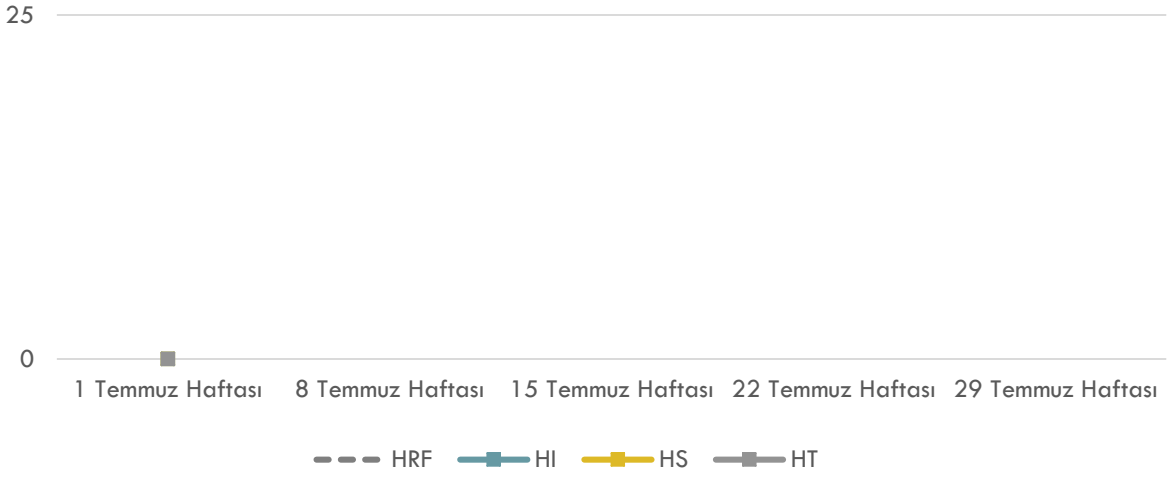 25
0
1 Temmuz Haftası 8 Temmuz Haftası 15 Temmuz Haftası 22 Temmuz Haftası 29 Temmuz Haftası
HRF HI HS HT